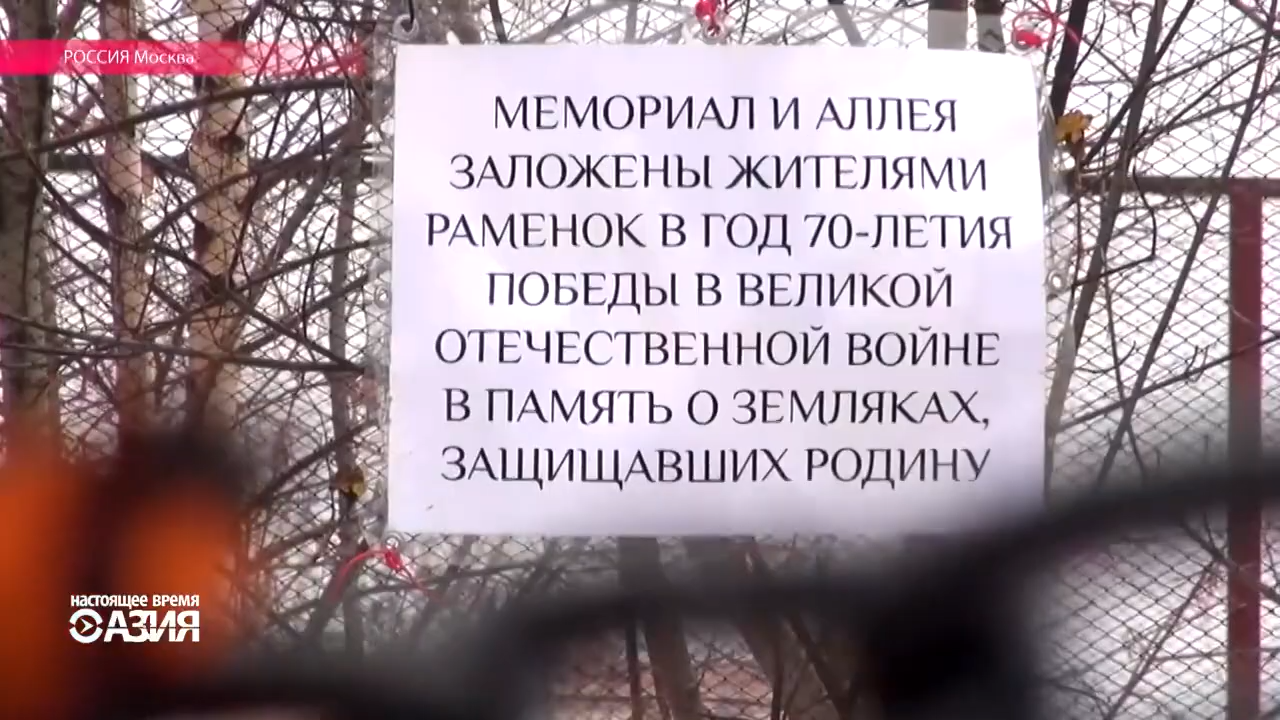 РОССИЯ Москва
МЕМОРИАЛ И АЛЛЕЯ
ЗАЛОЖЕНЫ ЖИТЕЛЯМИ
РАМЕНОК В ГОД 70-ЛЕТИЯ
ПОБЕДЫ В ВЕЛИКОЙ
ОТЕЧЕСТВЕННОЙ ВОЙНЕ
В ПАМЯТЬ О ЗЕМЛЯКАХ,
ЗАЩИЩАВШИХ РОДИНУ
НАСТОЯЩЕЕ ВРЕМЯ
АЗИЯ